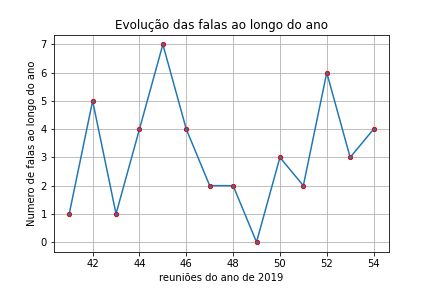 Evolução das falas ao longo do ano
Numero de falas ao longo do ano
7
6
5
4
3
2
1
0
42 44 46 48 50 52 54
reuniões do ano de 2019